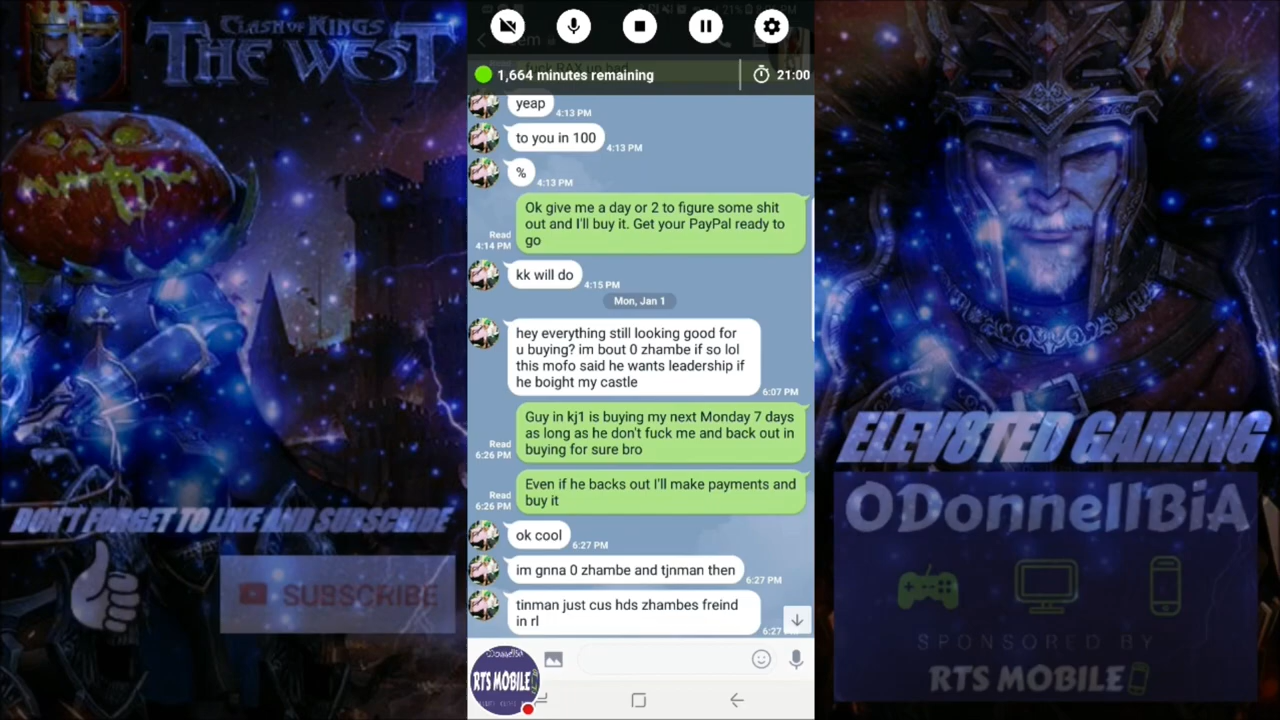 CLASH OF KINGS
THE WEST
1,664 minutes remaining
21:00
fuck RAX up bad
yeap
4:13 PM
to you in 100
4:13 PM
%
4:13 PM
Ok give me a day or 2 to figure some shit
out and I'll buy it. Get your PayPal ready to
go
Read
4:14 PM
kk will do
4:15 PM
Mon, Jan 1
hey everything still looking good for
u buying? im bout 0 zhambe if so lol
this mofo said he wants leadership if
he boight my castle
6:07 PM
Guy in kj1 is buying my next Monday 7 days
as long as he don't fuck me and back out in
buying for sure bro
Read
6:26 PM
Even if he backs out I'll make payments and
buy it
Read
6:26 PM
ok cool
6:27 PM
im gnna 0 zhambe and tjnman then
6:27 PM
tinman just cus hds zhambes freind
in rl
6:27
ODonnellBiA
RTS MOBILE
DON'T FORGET TO LIKE AND SUBSCRIBE
SUBSCRIBE
ELEV8TED GAMING
ODonnellBiA
SPONSORED BY
RTS MOBILE